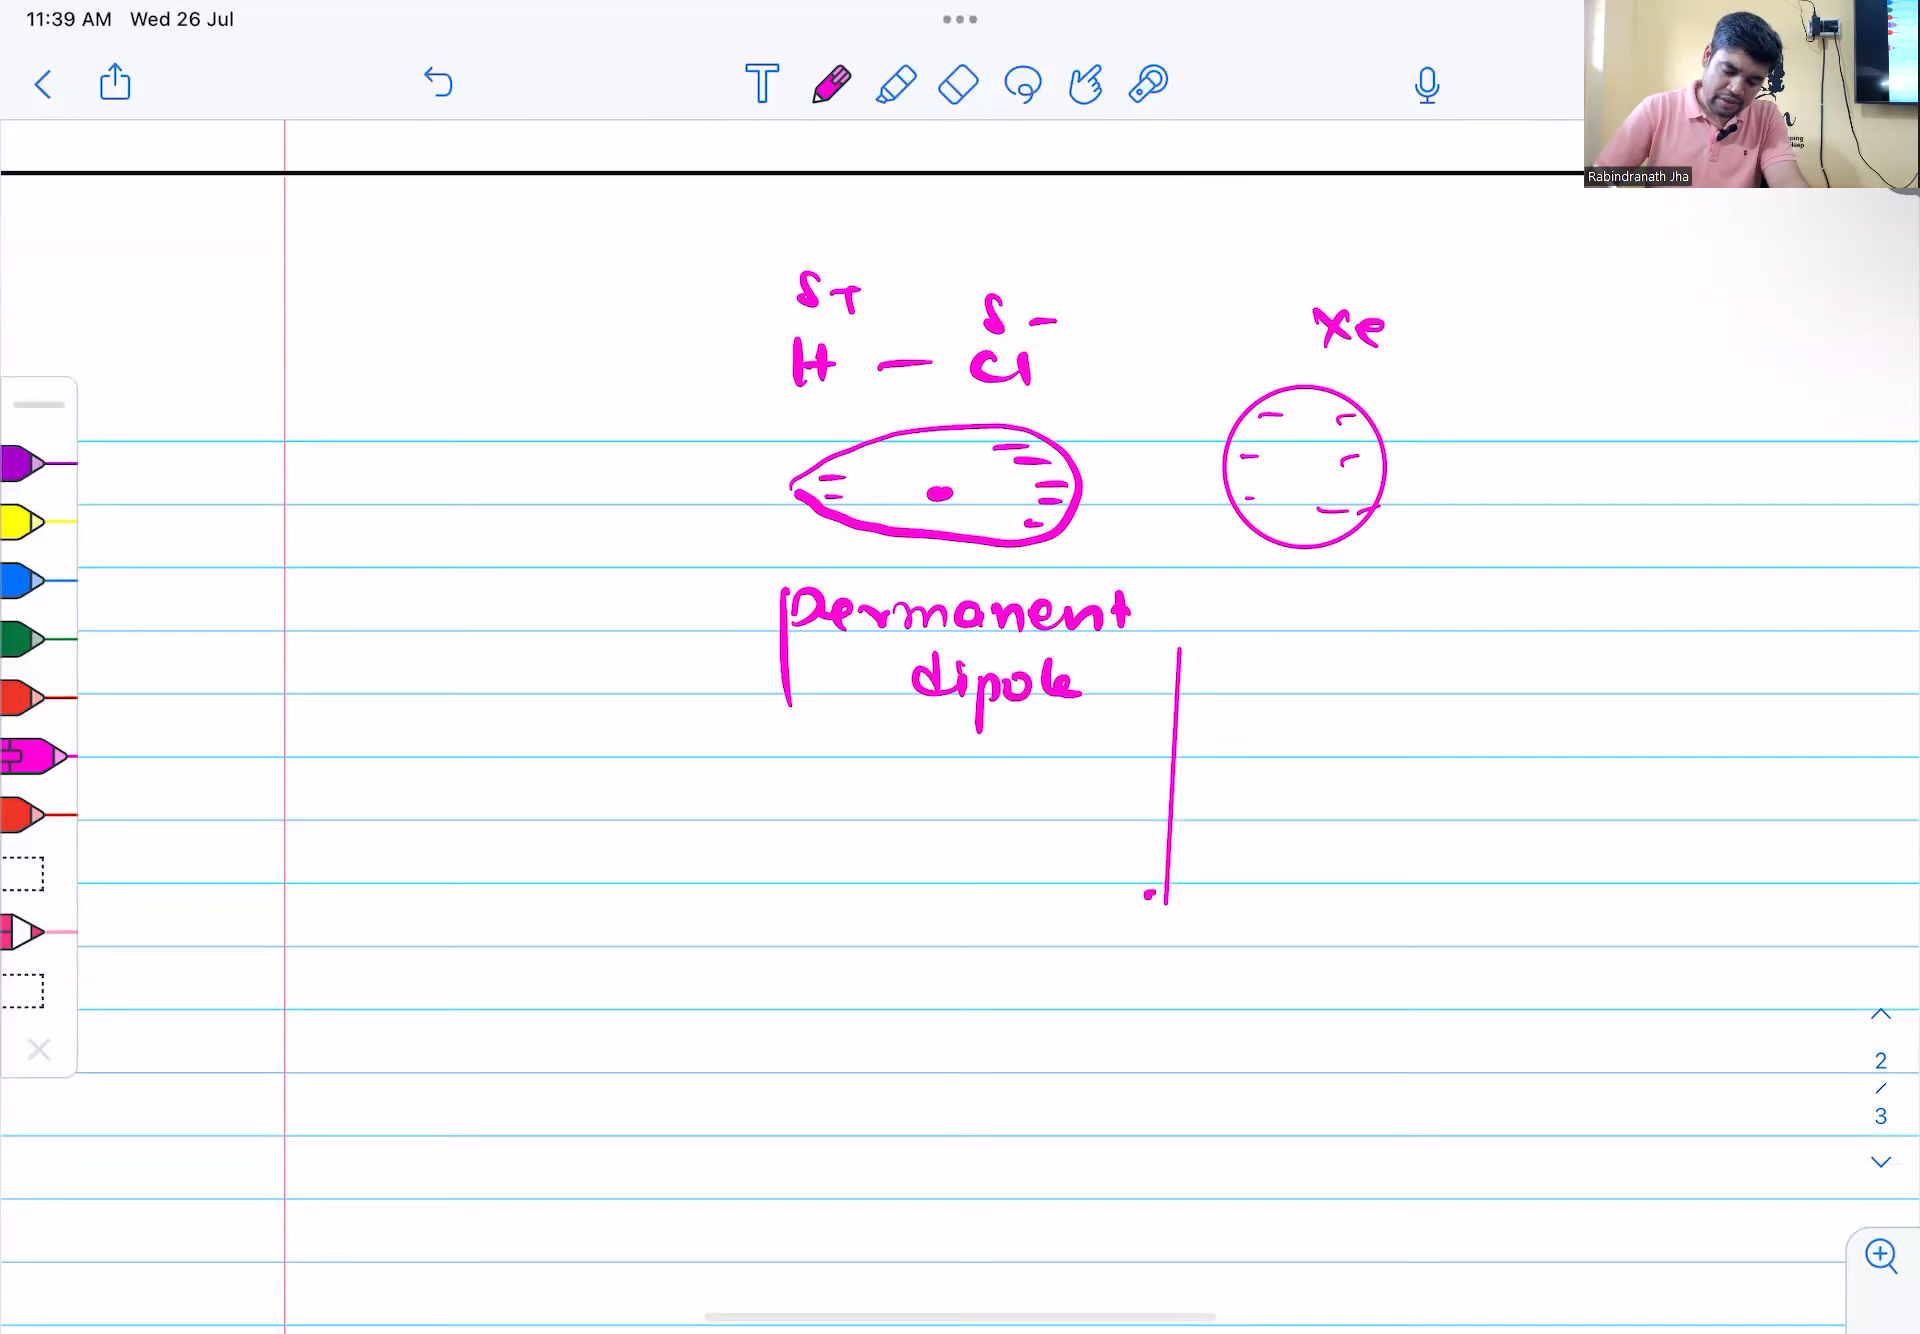 11:39 AM Wed 26 Jul
Rabindranath Jha
δ+ δ-
H - Cl
Xe
Permanent
dipole
2
/
3